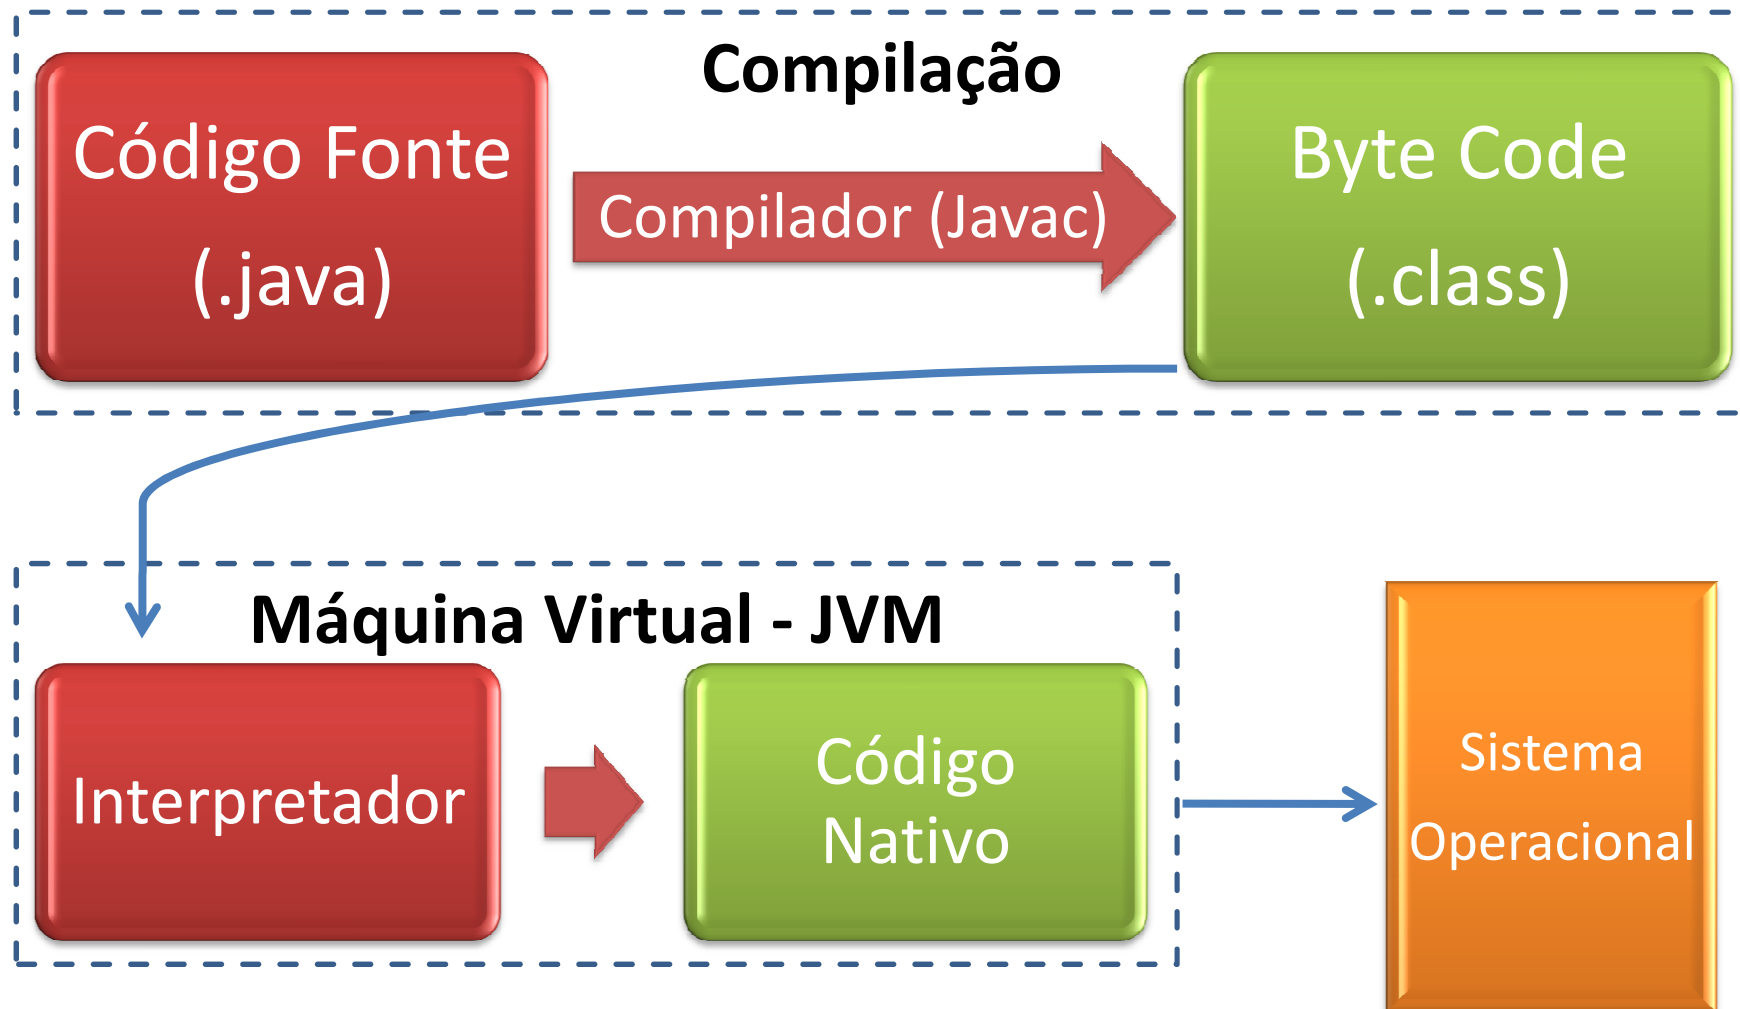 Compilação
Código Fonte
(.java)
Compilador (Javac)
Byte Code
(.class)
Máquina Virtual - JVM
Interpretador
Código
Nativo
Sistema
Operacional